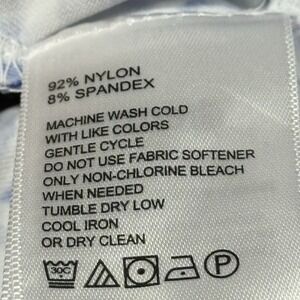 92% NYLON
8% SPANDEX
MACHINE WASH COLD
WITH LIKE COLORS
GENTLE CYCLE
DO NOT USE FABRIC SOFTENER
ONLY NON-CHLORINE BLEACH
WHEN NEEDED
TUMBLE DRY LOW
COOL IRON
OR DRY CLEAN
30C P